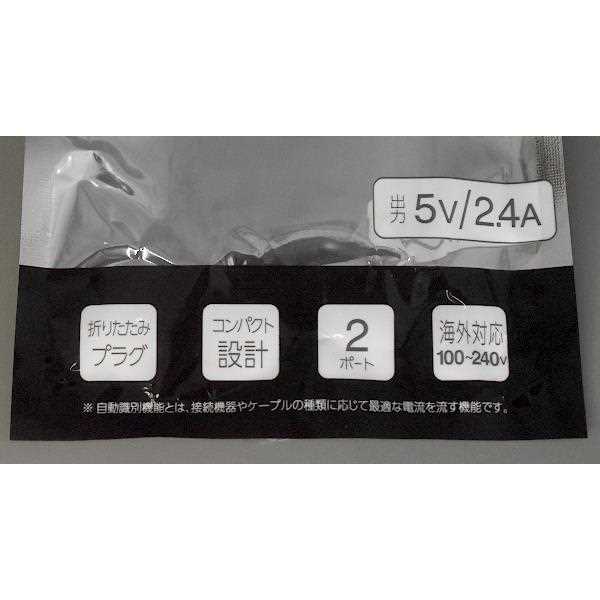 出力 5V/2.4A
折りたたみ
プラグ
コンパクト
設計
2
ポート
海外対応
100~240V
※自動識別機能とは、接続機器やケーブルの種類に応じて最適な電流を流す機能です。